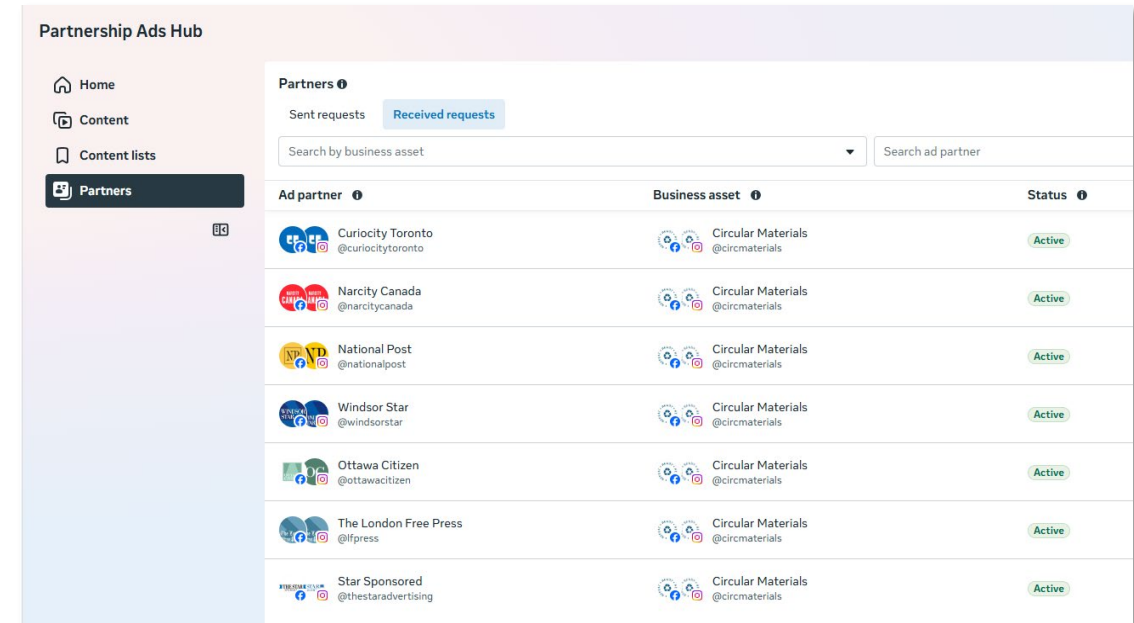 Partnership Ads Hub
Home
Content
Content lists
Partners
Partners
Sent requests
Received requests
Search by business asset
Search ad partner
Ad partner
Business asset
Status
Curiocity Toronto
@curiocitytoronto
Circular Materials
@circmaterials
Active
Narcity Canada
@narcitycanada
Circular Materials
@circmaterials
Active
National Post
@nationalpost
Circular Materials
@circmaterials
Active
Windsor Star
@windsorstar
Circular Materials
@circmaterials
Active
Ottawa Citizen
@ottawacitizen
Circular Materials
@circmaterials
Active
The London Free Press
@lfpress
Circular Materials
@circmaterials
Active
Star Sponsored
@thestaradvertising
Circular Materials
@circmaterials
Active